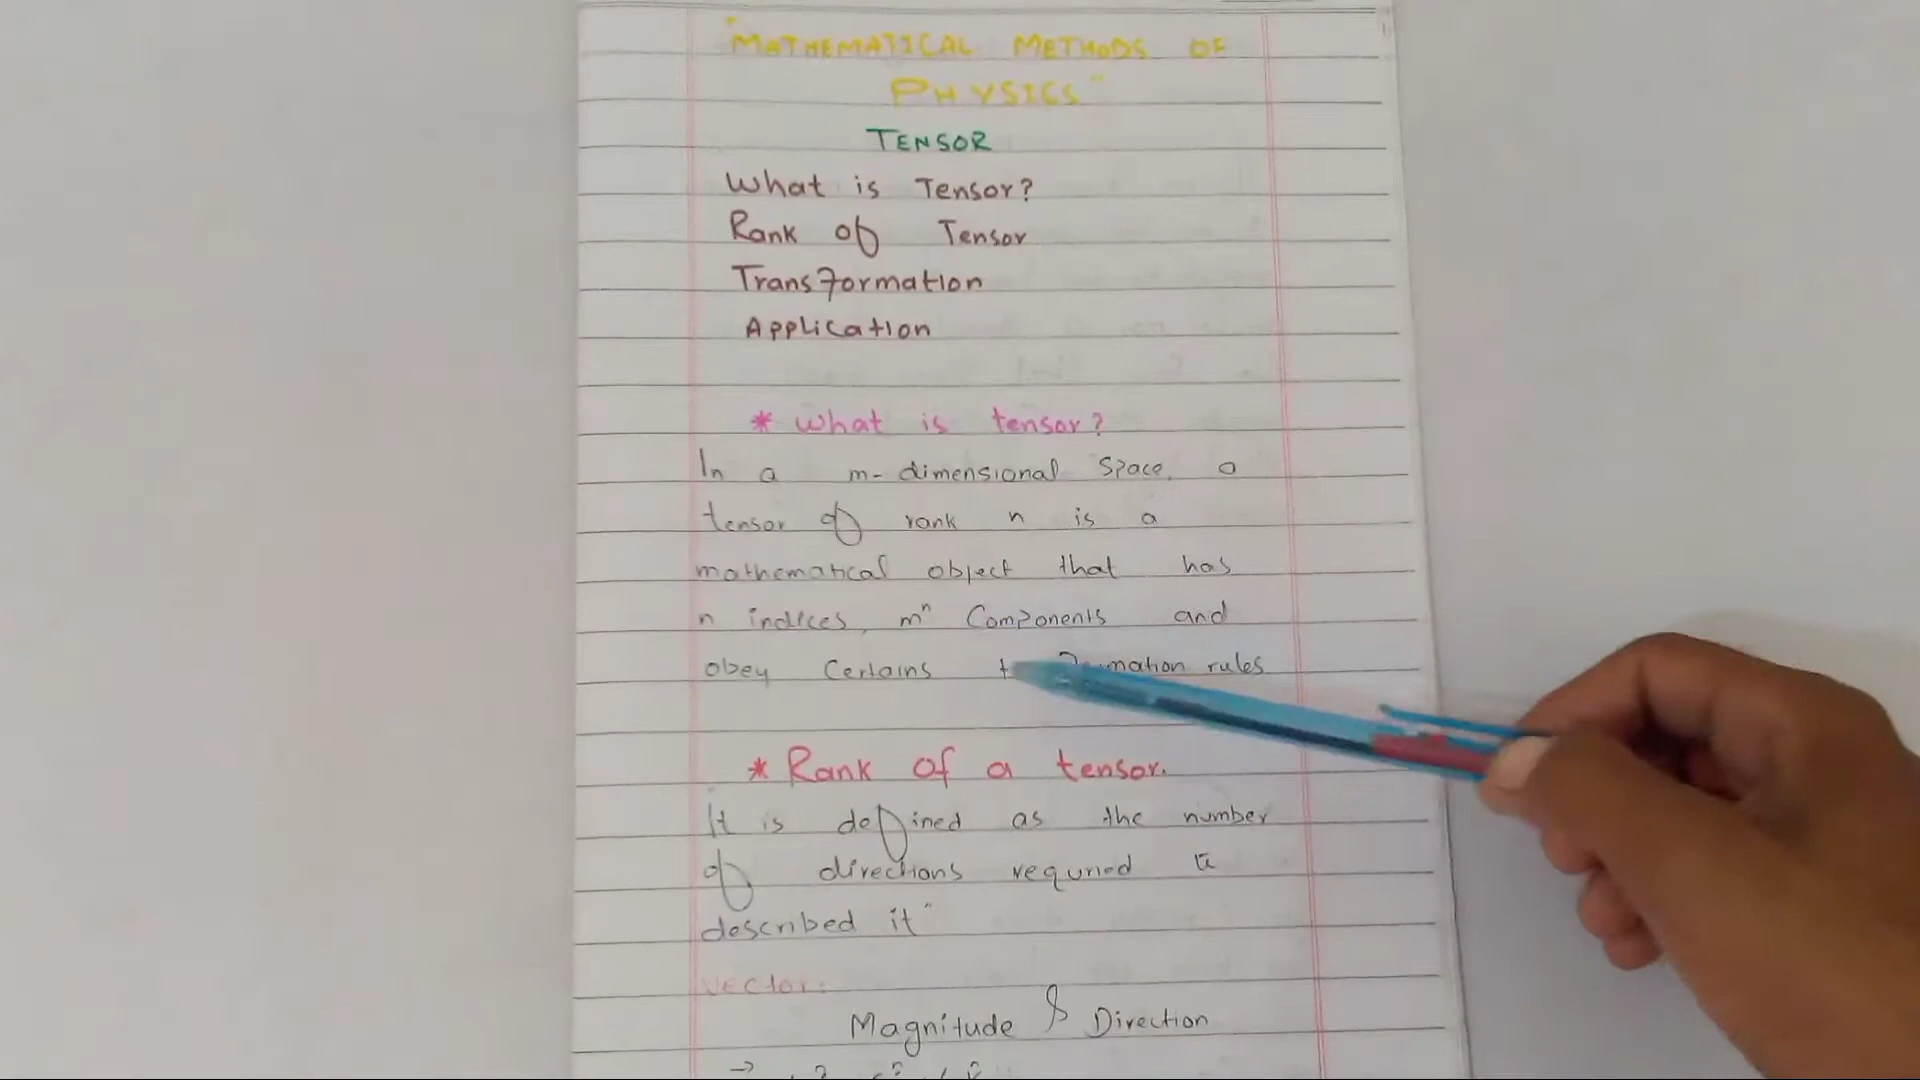 "MATHEMATICAL METHODS OF
PHYSICS"
TENSOR
What is Tensor?
Rank of Tensor
Transformation
Application
* What is tensor?
In a m-dimensional Space, a
tensor of rank n is a
mathematical object that has
n indices, mⁿ Components and
obey Certains rules
* Rank of a tensor.
It is defined as the number
of directions
described it"
Vector:
Magnitude & Direction